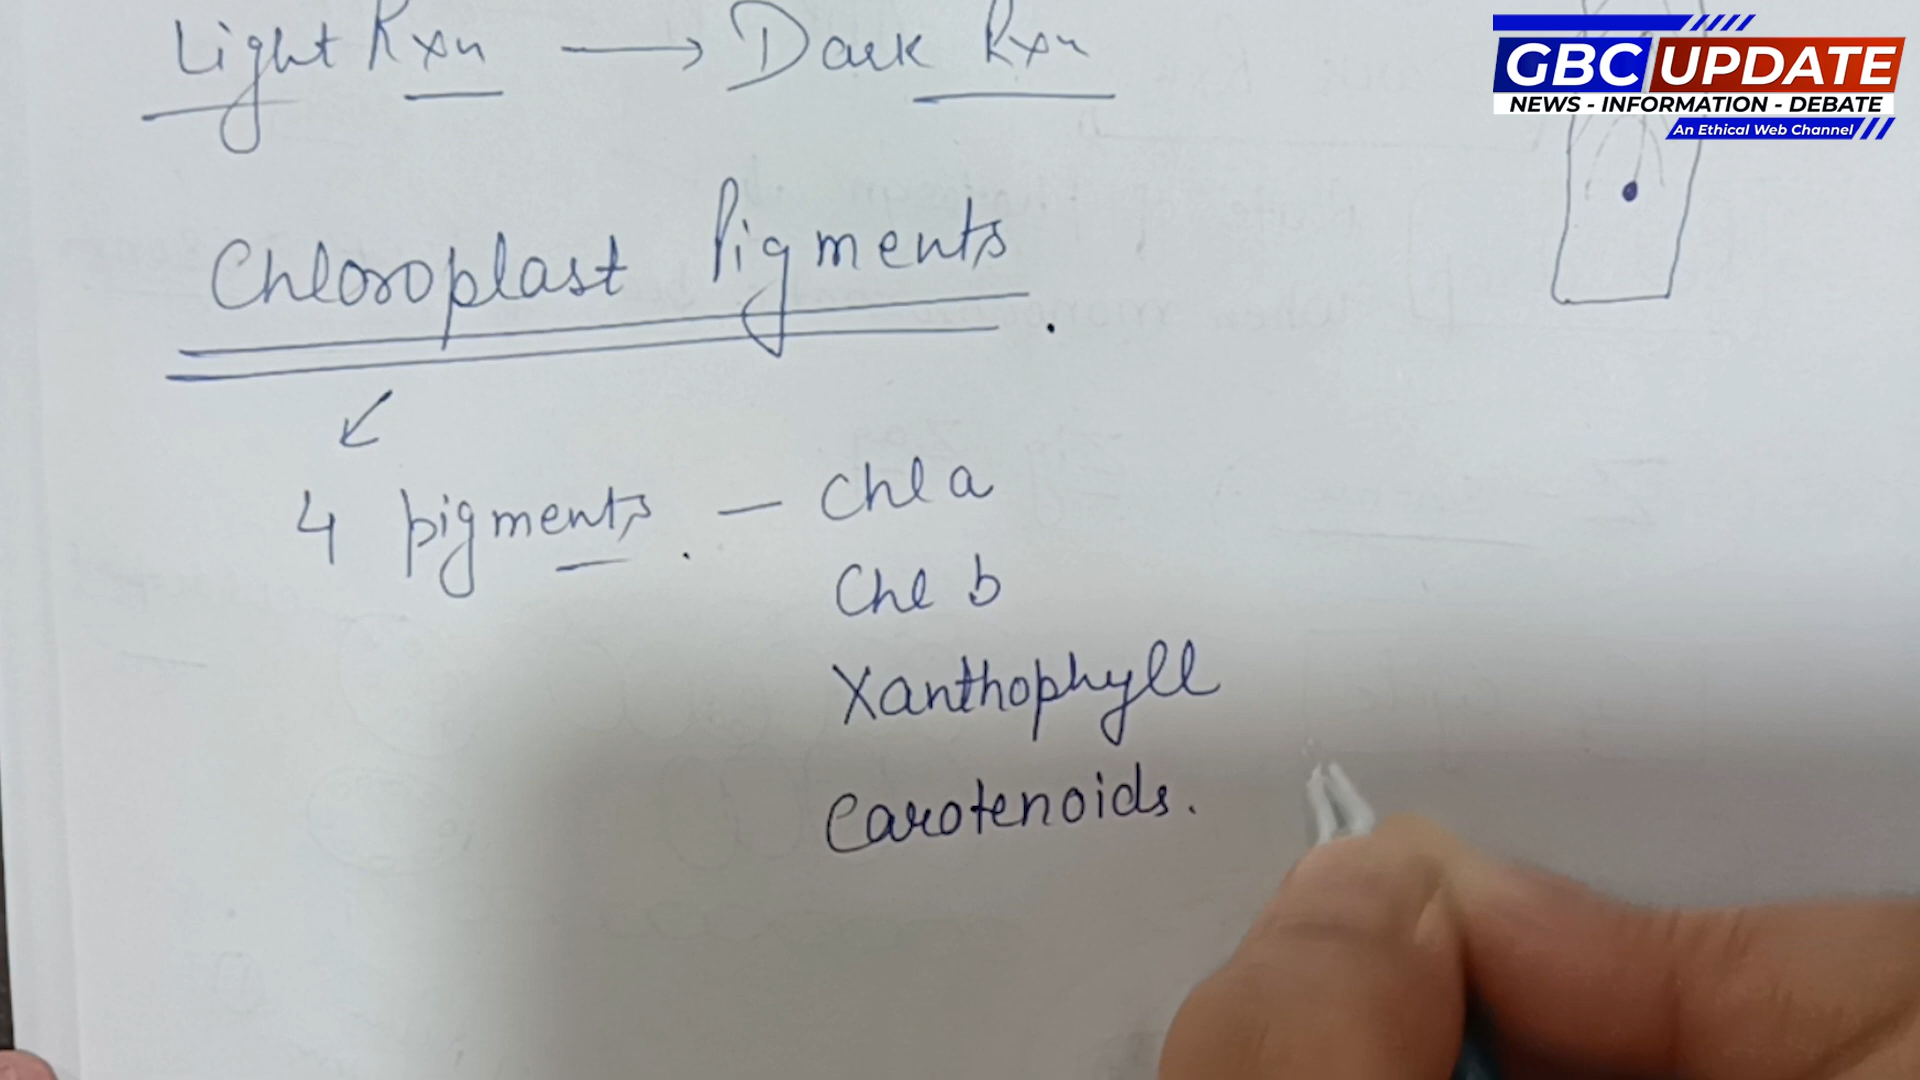 Light Rxn → Dark Rxn
GBC UPDATE
NEWS - INFORMATION - DEBATE
An Ethical Web Channel
Chloroplast Pigments.
4 pigments. — Chl a
Chl b
Xanthophyll
Carotenoids.